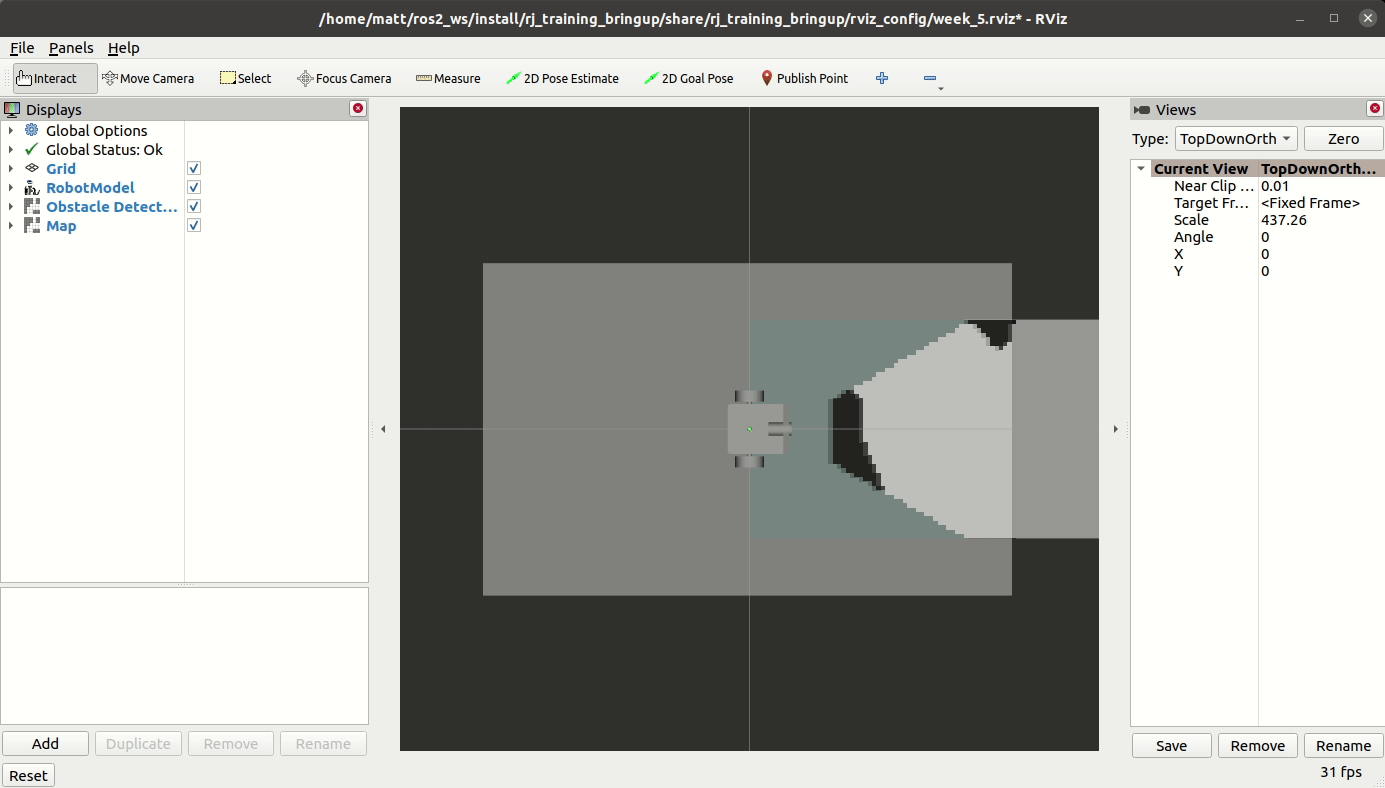 /home/matt/ros2_ws/install/rj_training_bringup/share/rj_training_bringup/rviz_config/week_5.rviz* - RViz
File Panels Help
Interact Move Camera Select Focus Camera Measure 2D Pose Estimate 2D Goal Pose Publish Point
Displays
Global Options
Global Status: Ok
Grid
RobotModel
Obstacle Detect...
Map
Add Duplicate Remove Rename
Reset
Views
Type: TopDownOrth Zero
Current View TopDownOrth...
Near Clip ... 0.01
Target Fr... <Fixed Frame>
Scale 437.26
Angle 0
X 0
Y 0
Save Remove Rename
31 fps